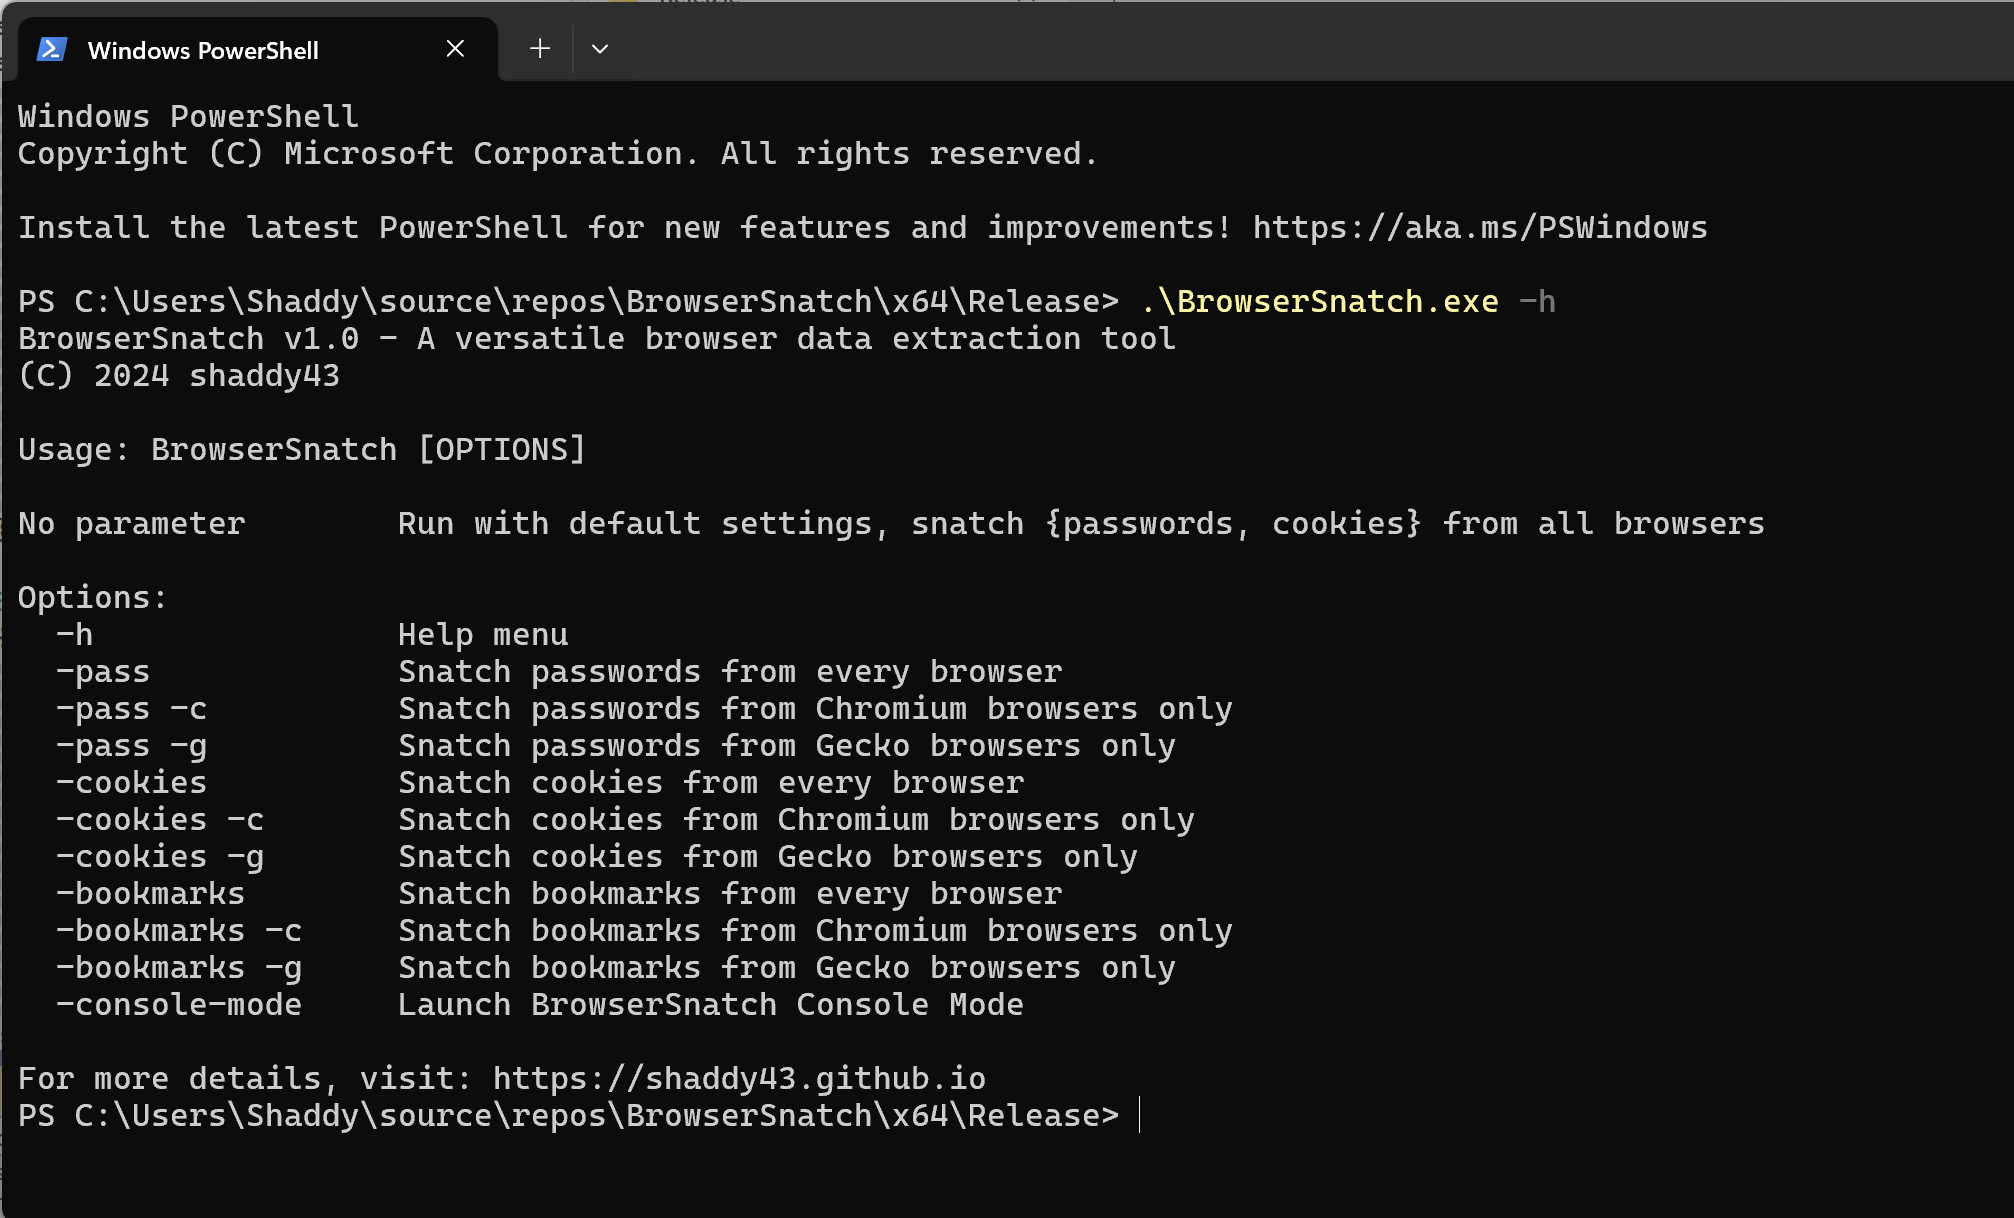 Windows PowerShell
Windows PowerShell
Copyright (C) Microsoft Corporation. All rights reserved.
Install the latest PowerShell for new features and improvements! https://aka.ms/PSWindows
PS C:\Users\Shaddy\source\repos\BrowserSnatch\x64\Release> .\BrowserSnatch.exe -h
BrowserSnatch v1.0 - A versatile browser data extraction tool
(C) 2024 shaddy43
Usage: BrowserSnatch [OPTIONS]
No parameter        Run with default settings, snatch {passwords, cookies} from all browsers
Options:
  -h                Help menu
  -pass             Snatch passwords from every browser
  -pass -c          Snatch passwords from Chromium browsers only
  -pass -g          Snatch passwords from Gecko browsers only
  -cookies          Snatch cookies from every browser
  -cookies -c       Snatch cookies from Chromium browsers only
  -cookies -g       Snatch cookies from Gecko browsers only
  -bookmarks        Snatch bookmarks from every browser
  -bookmarks -c     Snatch bookmarks from Chromium browsers only
  -bookmarks -g     Snatch bookmarks from Gecko browsers only
  -console-mode     Launch BrowserSnatch Console Mode
For more details, visit: https://shaddy43.github.io
PS C:\Users\Shaddy\source\repos\BrowserSnatch\x64\Release>